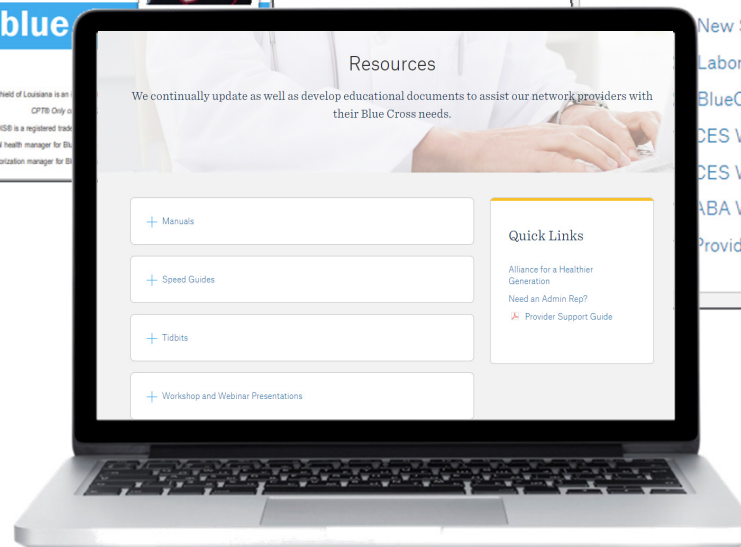 blue
hield of Louisiana is an
CPT® Only
IS® is a registered trade
l health manager for Blu
orization manager for Bl
Resources
We continually update as well as develop educational documents to assist our network providers with
their Blue Cross needs.
Manuals
Speed Guides
Tidbits
Workshop and Webinar Presentations
Quick Links
Alliance for a Healthier
Generation
Need an Admin Rep?
Provider Support Guide
New
Labor
Blue
CES
CES
ABA
Provid